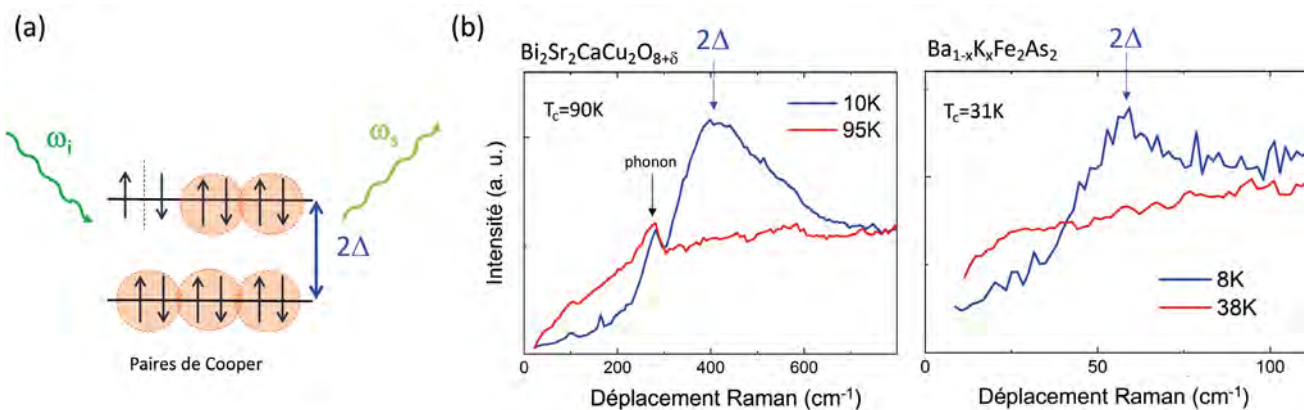 (a)
ωi
ωs
2Δ
Paires de Cooper
(b)
Bi2Sr2CaCu2O8+δ
2Δ
Tc=90K
10K
95K
phonon
Intensité (a. u.)
0 200 400 600
Déplacement Raman (cm-1)
Ba1-xKxFe2As2
2Δ
Tc=31K
8K
38K
0 50 100
Déplacement Raman (cm-1)